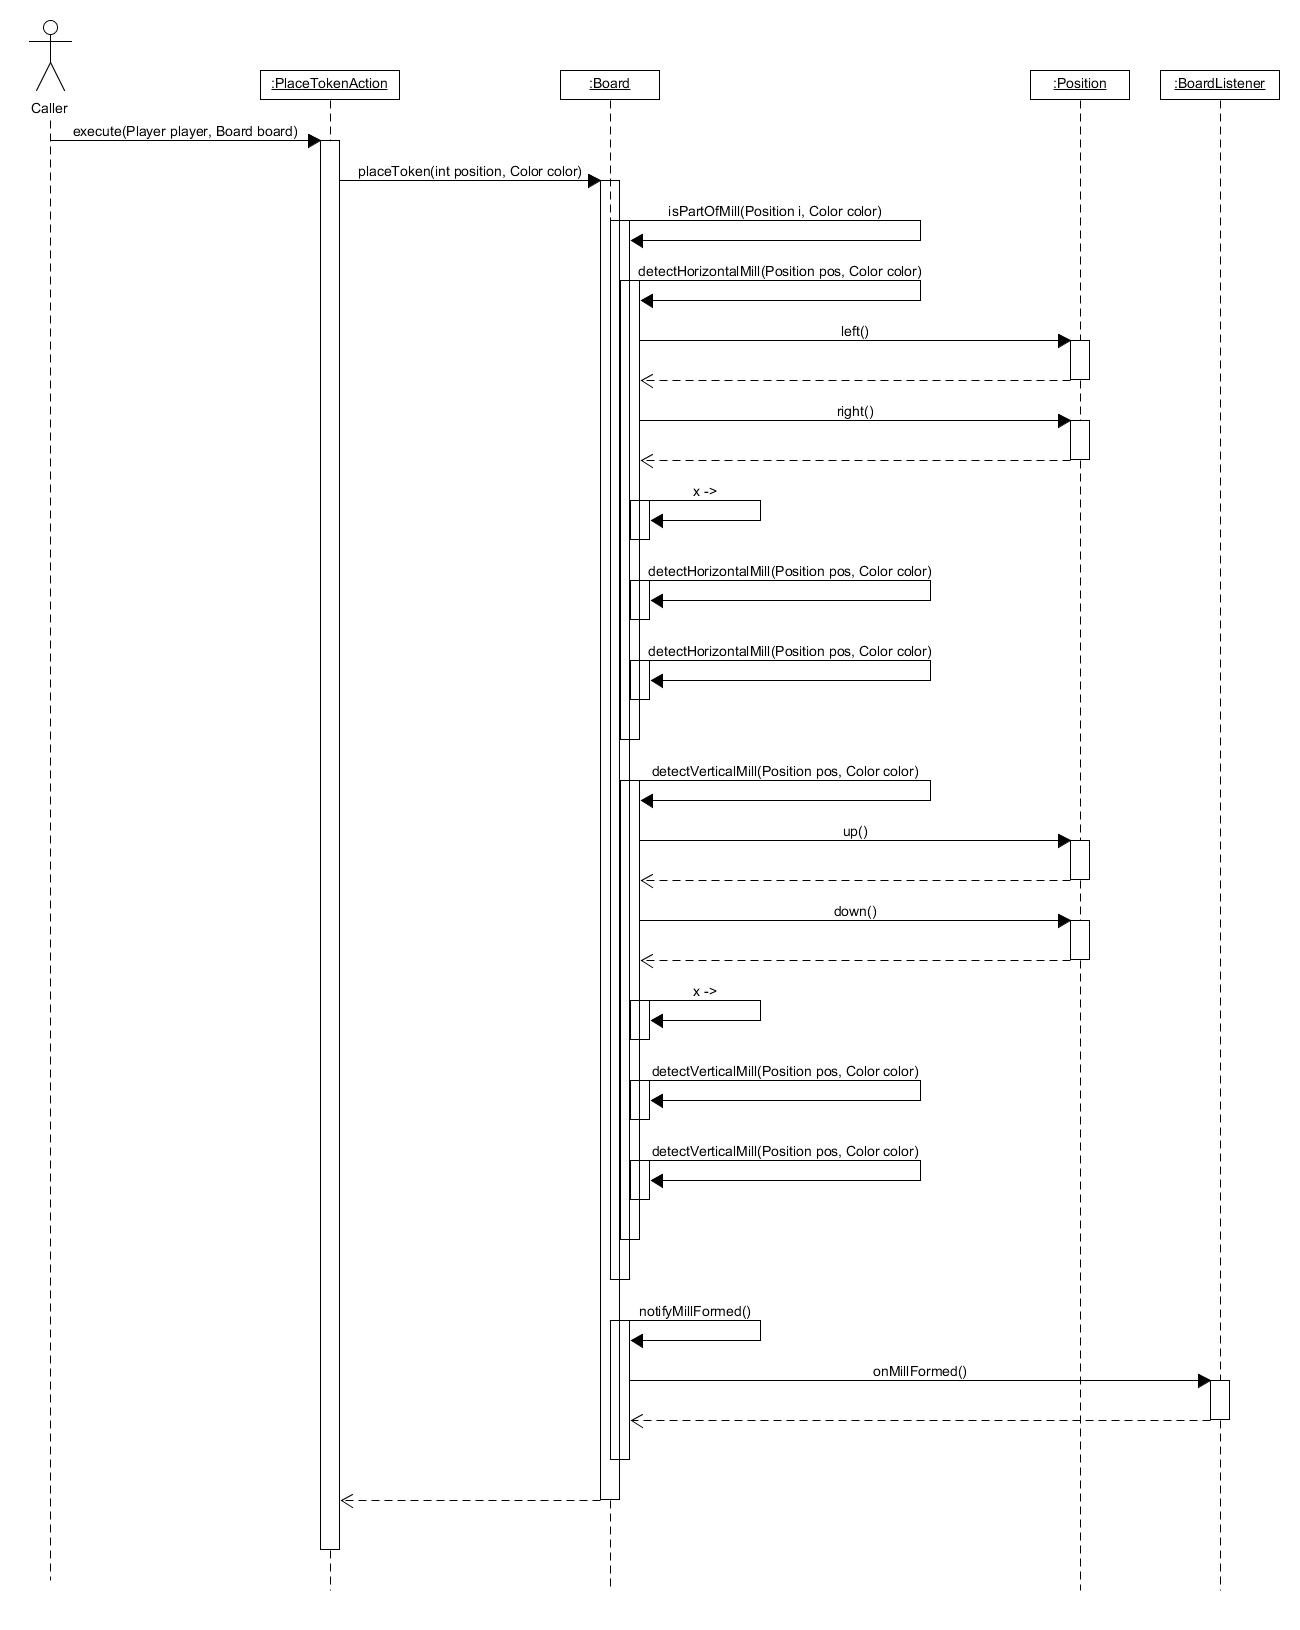 :PlaceTokenAction
:Board
:Position
:BoardListener
Caller
execute(Player player, Board board)
placeToken(int position, Color color)
isPartOfMill(Position i, Color color)
detectHorizontalMill(Position pos, Color color)
left()
right()
x ->
detectHorizontalMill(Position pos, Color color)
detectHorizontalMill(Position pos, Color color)
detectVerticalMill(Position pos, Color color)
up()
down()
x ->
detectVerticalMill(Position pos, Color color)
detectVerticalMill(Position pos, Color color)
notifyMillFormed()
onMillFormed()